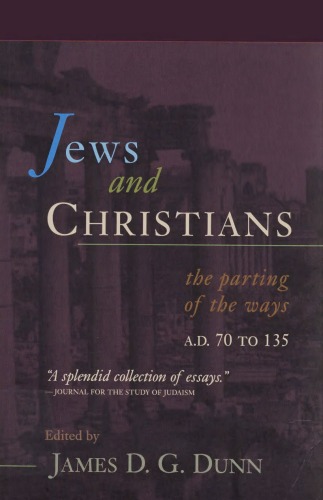 Jews
and
CHRISTIANS
the parting
of the ways
A.D. 70 TO 135
"A splendid collection of essays."
—JOURNAL FOR THE STUDY OF JUDAISM
Edited by
JAMES D. G. DUNN